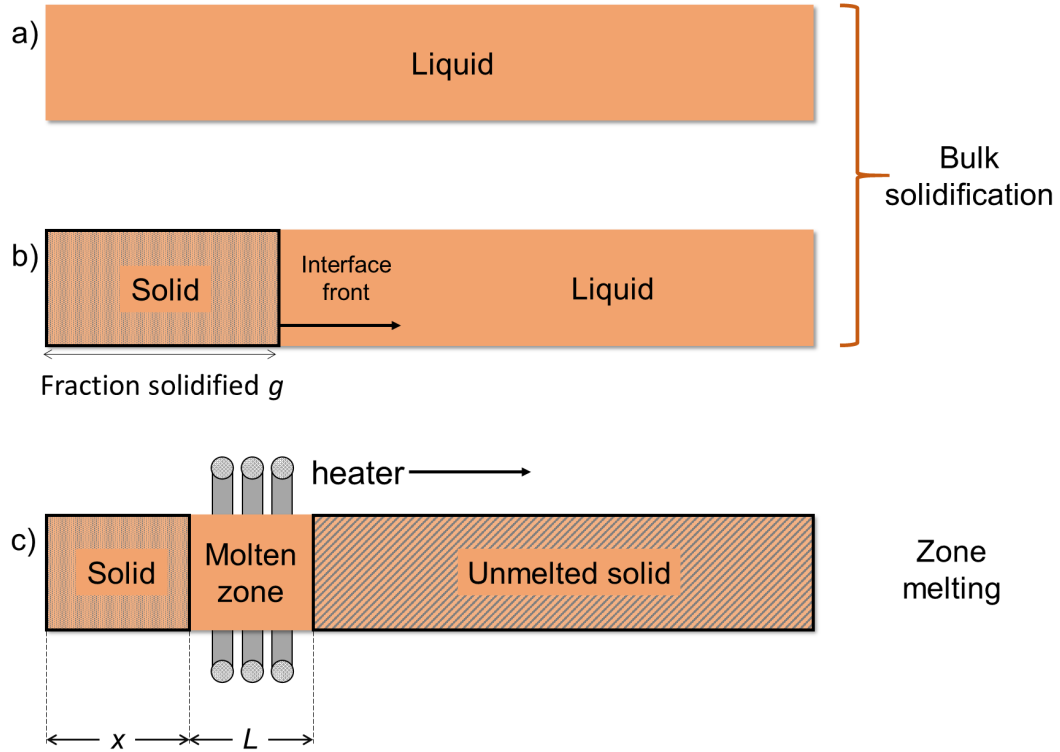 a)
Liquid
Bulk
solidification
b)
Solid
Interface
front
Liquid
Fraction solidified g
heater
c)
Solid
Molten
zone
Unmelted solid
Zone
melting
x
L